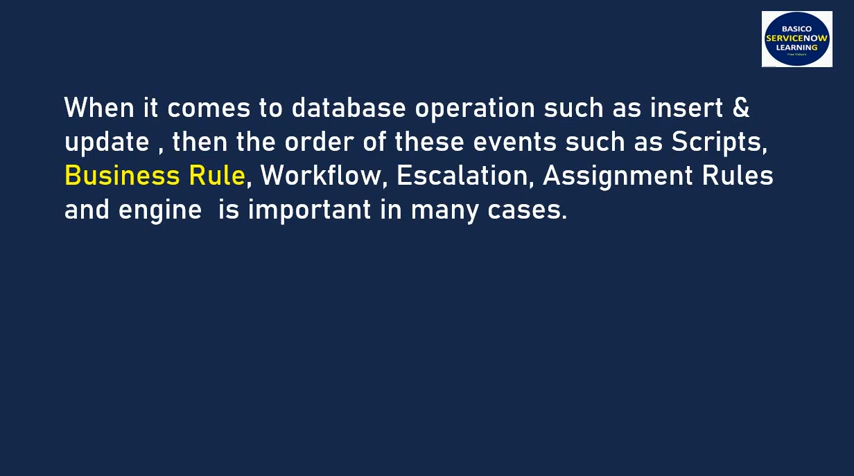 BASICO
SERVICENOW
LEARNING
When it comes to database operation such as insert &
update , then the order of these events such as Scripts,
Business Rule, Workflow, Escalation, Assignment Rules
and engine  is important in many cases.